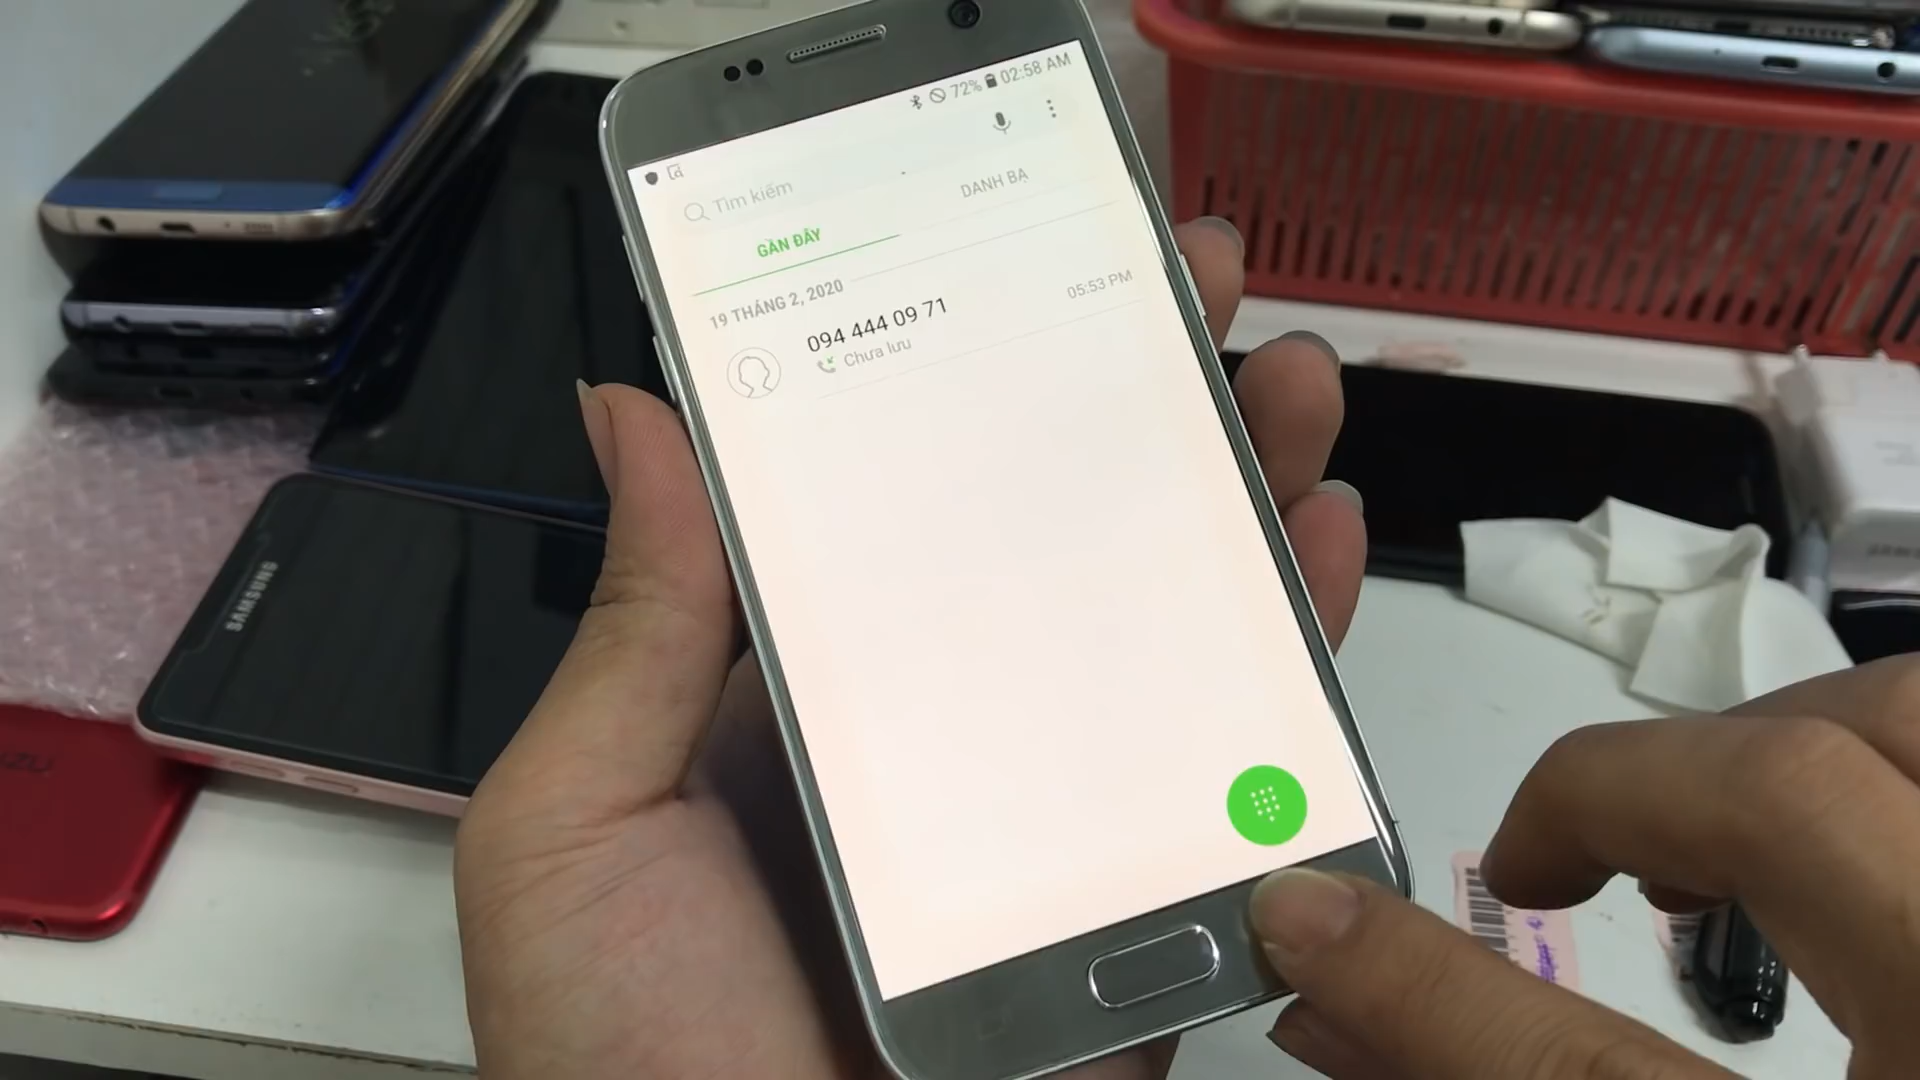 72% 02:58 AM
Tìm kiếm
GẦN ĐÂY
DANH BẠ
19 THÁNG 2, 2020
094 444 09 71
05:53 PM
Chưa lưu
SAMSUNG